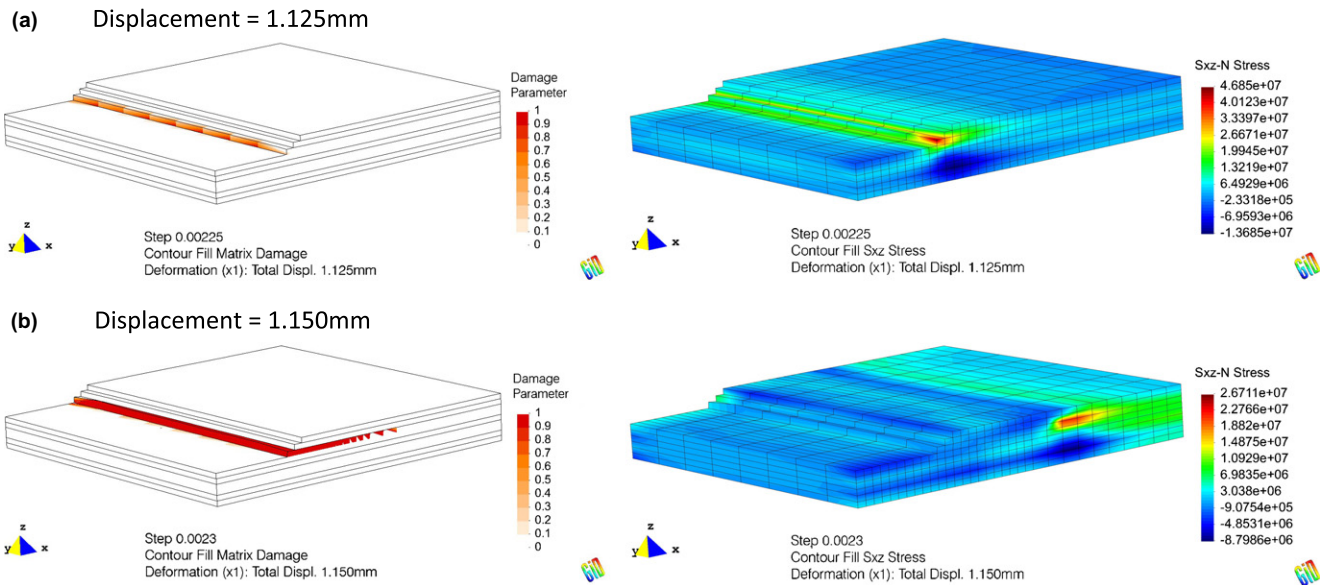 (a) Displacement = 1.125mm
Damage
Parameter
1
0.9
0.8
0.7
0.6
0.5
0.4
0.3
0.2
0.1
0
z
y x
Step 0.00225
Contour Fill Matrix Damage
Deformation (x1): Total Displ. 1.125mm
GiD
Sxz-N Stress
4.685e+07
4.0123e+07
3.3397e+07
2.6671e+07
1.9945e+07
1.3219e+07
6.4929e+06
-2.3318e+05
-6.9593e+06
-1.3685e+07
z
y x
Step 0.00225
Contour Fill Sxz Stress
Deformation (x1): Total Displ. 1.125mm
GiD
(b) Displacement = 1.150mm
Damage
Parameter
1
0.9
0.8
0.7
0.6
0.5
0.4
0.3
0.2
0.1
0
z
y x
Step 0.0023
Contour Fill Matrix Damage
Deformation (x1): Total Displ. 1.150mm
GiD
Sxz-N Stress
2.6711e+07
2.2766e+07
1.882e+07
1.4875e+07
1.0929e+07
6.9835e+06
3.038e+06
-9.0754e+05
-4.8531e+06
-8.7986e+06
z
y x
Step 0.0023
Contour Fill Sxz Stress
Deformation (x1): Total Displ. 1.150mm
GiD